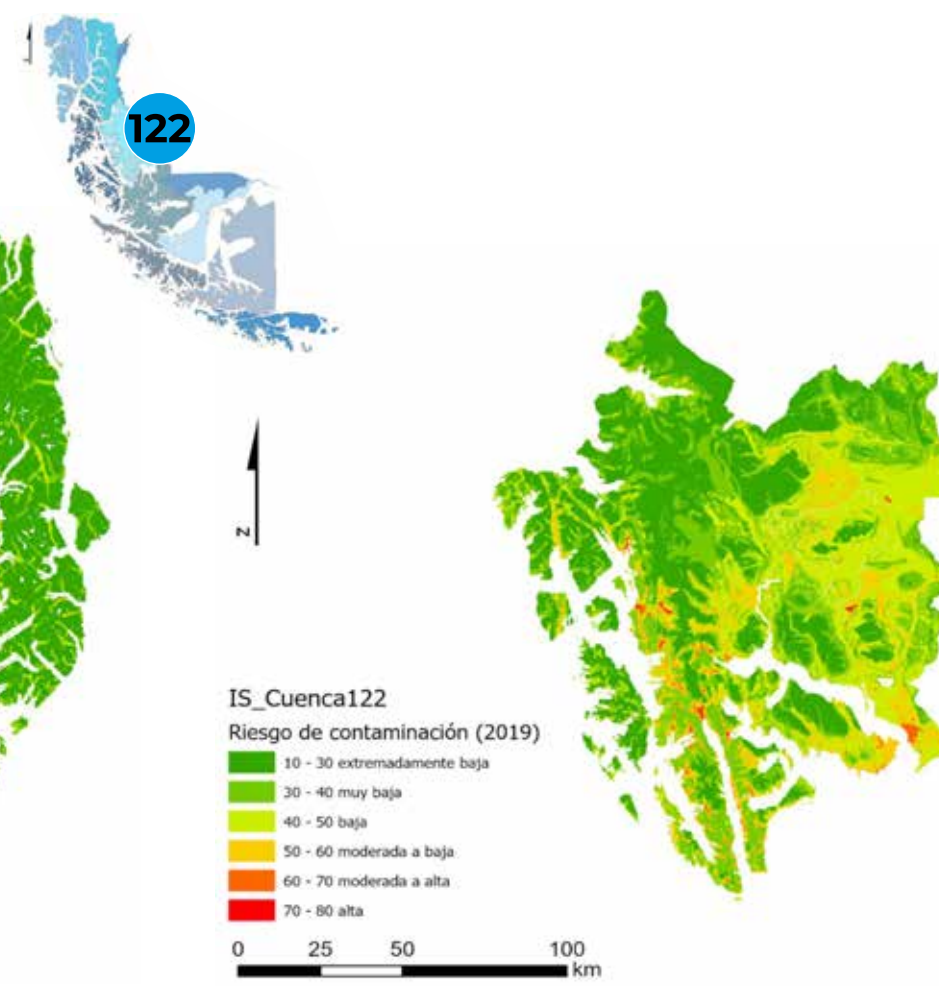 122
N
IS_Cuenca122
Riesgo de contaminación (2019)
10 - 30 extremadamente baja
30 - 40 muy baja
40 - 50 baja
50 - 60 moderada a baja
60 - 70 moderada a alta
70 - 80 alta
0 25 50 100
km